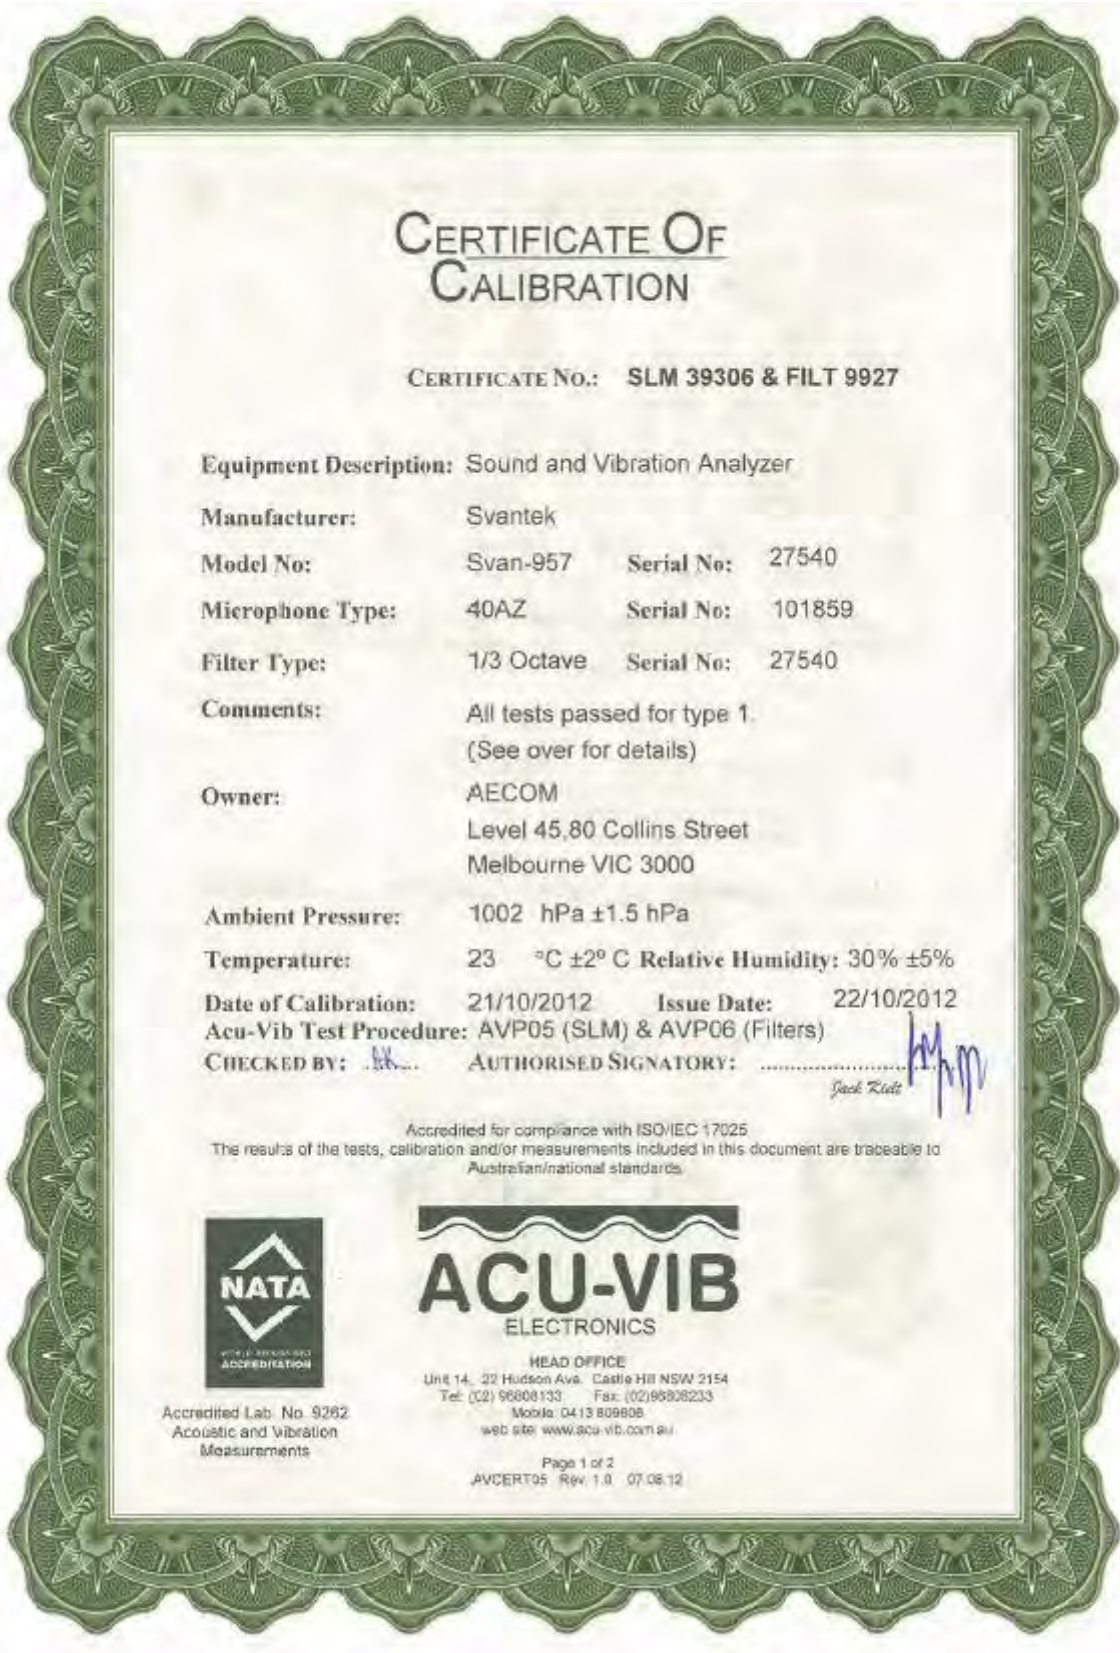 CERTIFICATE OF
CALIBRATION
CERTIFICATE NO.: SLM 39306 & FILT 9927
Equipment Description: Sound and Vibration Analyzer
Manufacturer: Svantek
Model No: Svan-957 Serial No: 27540
Microphone Type: 40AZ Serial No: 101859
Filter Type: 1/3 Octave Serial No: 27540
Comments: All tests passed for type 1.
(See over for details)
Owner: AECOM
Level 45,80 Collins Street
Melbourne VIC 3000
Ambient Pressure: 1002 hPa ±1.5 hPa
Temperature: 23 °C ±2° C Relative Humidity: 30% ±5%
Date of Calibration: 21/10/2012 Issue Date: 22/10/2012
Acu-Vib Test Procedure: AVP05 (SLM) & AVP06 (Filters)
CHECKED BY: AUTHORISED SIGNATORY:
Jack Kielt
Accredited for compliance with ISO/IEC 17025
The results of the tests, calibration and/or measurements included in this document are traceable to
Australian/national standards.
NATA
WORLD RECOGNISED
ACCREDITATION
Accredited Lab. No. 9262
Acoustic and Vibration
Measurements
ACU-VIB
ELECTRONICS
HEAD OFFICE
Unit 14, 22 Hudson Ave. Castle Hill NSW 2154
Tel: (02) 96808133 Fax: (02)96808233
Mobile: 0413 809806
web site: www.acu-vib.com.au
Page 1 of 2
AVCERT05 Rev. 1.0 07.08.12